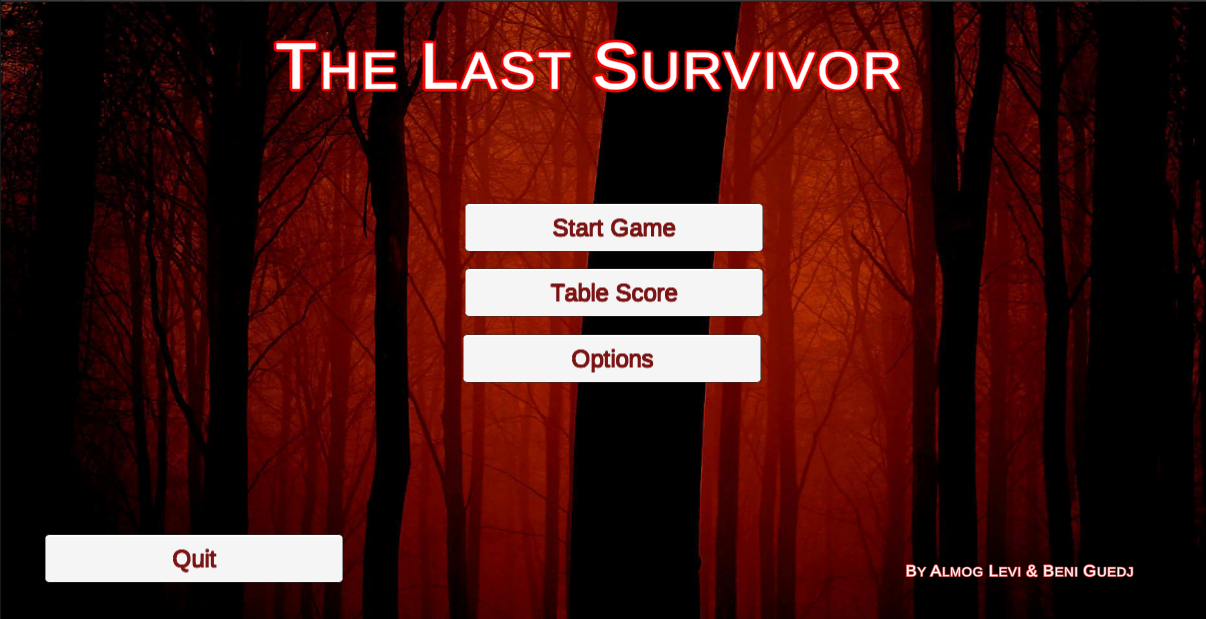 The Last Survivor
Start Game
Table Score
Options
Quit
By Almog Levi & Beni Guedj